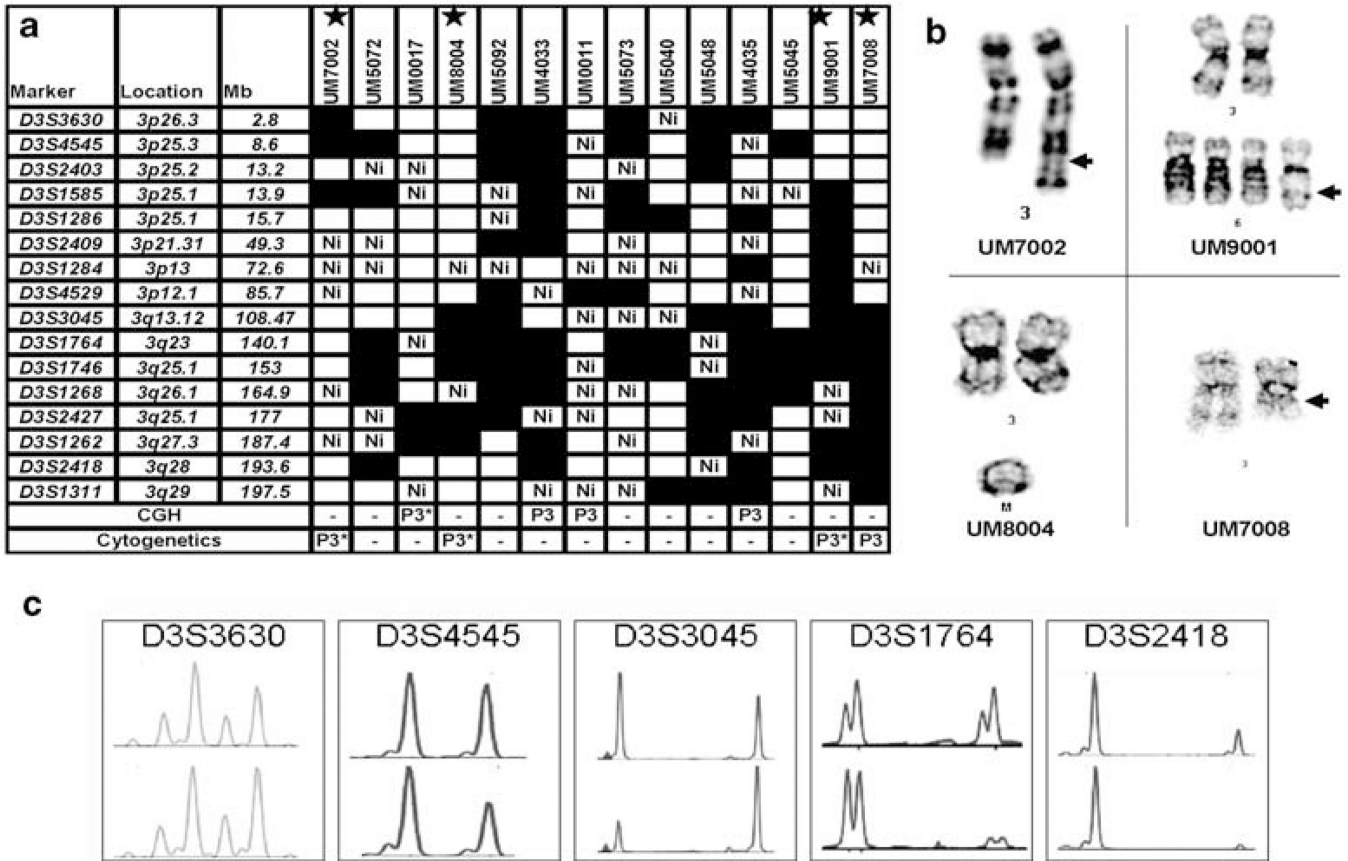 a
Marker Location Mb UM7002 UM5072 UM0017 UM8004 UM5092 UM4033 UM0011 UM5073 UM5040 UM5048 UM4035 UM5045 UM9001 UM7008
D3S3630 3p26.3 2.8 Ni
D3S4545 3p25.3 8.6 Ni Ni
D3S2403 3p25.2 13.2 Ni Ni Ni
D3S1585 3p25.1 13.9 Ni Ni Ni Ni Ni
D3S1286 3p25.1 15.7 Ni
D3S2409 3p21.31 49.3 Ni Ni Ni Ni
D3S1284 3p13 72.6 Ni Ni Ni Ni Ni Ni Ni Ni
D3S4529 3p12.1 85.7 Ni Ni Ni
D3S3045 3q13.12 108.47 Ni Ni Ni
D3S1764 3q23 140.1 Ni Ni
D3S1746 3q25.1 153 Ni Ni
D3S1268 3q26.1 164.9 Ni Ni Ni Ni Ni
D3S2427 3q25.1 177 Ni Ni Ni Ni
D3S1262 3q27.3 187.4 Ni Ni Ni Ni
D3S2418 3q28 193.6 Ni
D3S1311 3q29 197.5 Ni Ni Ni Ni Ni
CGH - - P3* - - P3 P3 - - - P3 - - -
Cytogenetics P3* - - P3* - - - - - - - - P3* P3
b
3
UM7002
3
6
UM9001
3
M
UM8004
3
UM7008
c
D3S3630 D3S4545 D3S3045 D3S1764 D3S2418